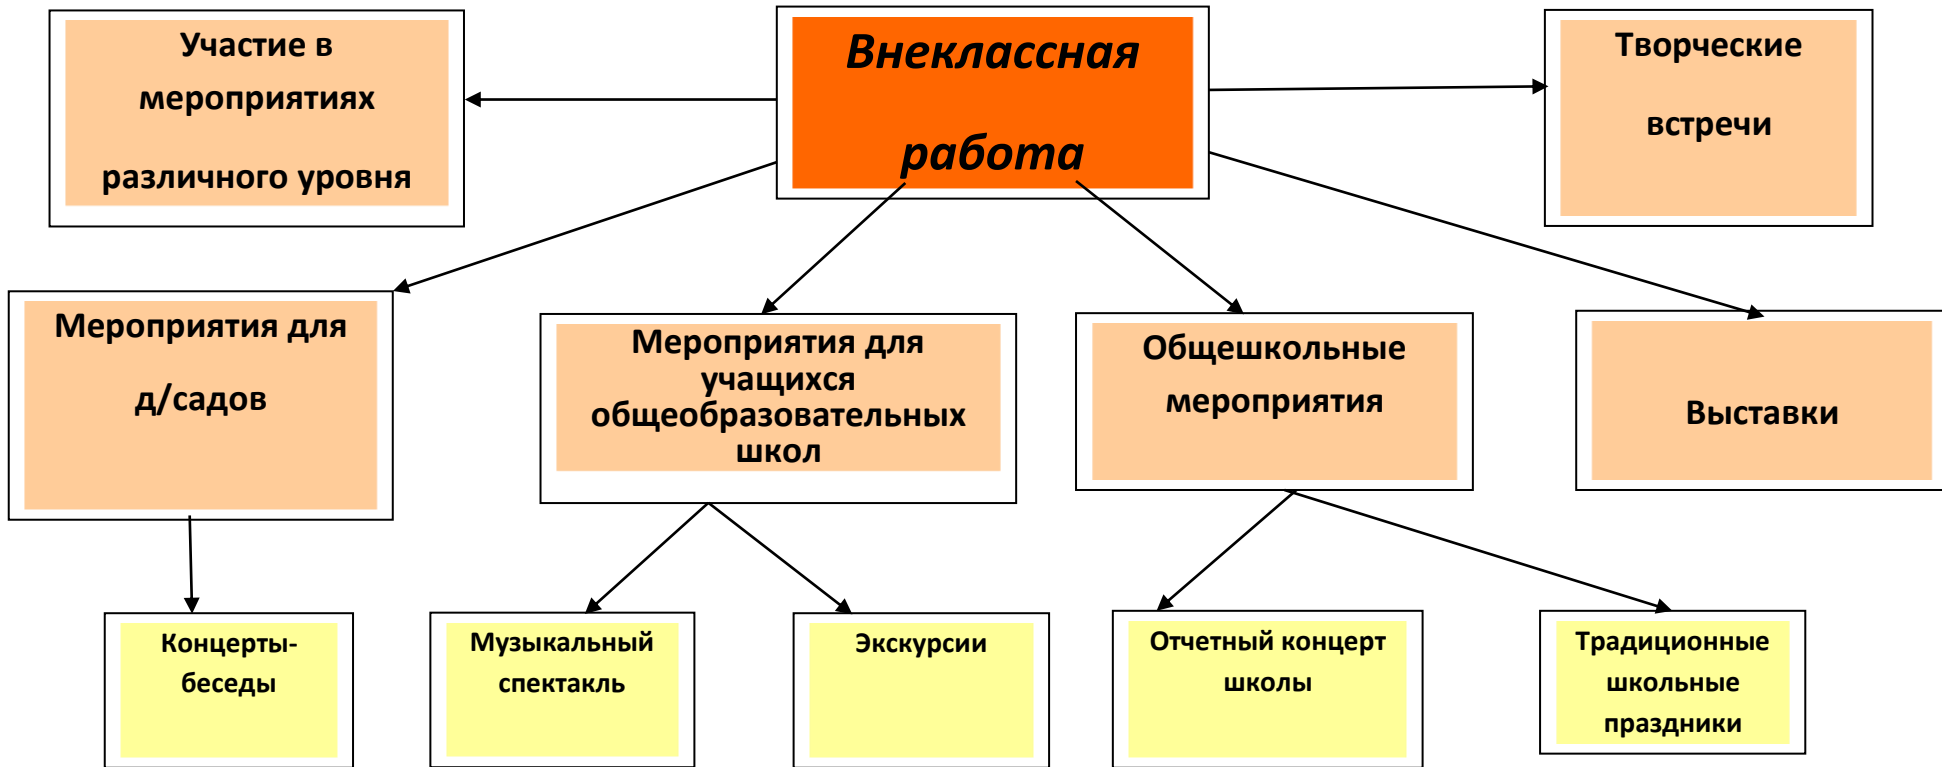 Участие в
мероприятиях
различного уровня
Внеклассная
работа
Творческие
встречи
Мероприятия для
д/садов
Мероприятия для
учащихся
общеобразовательных
школ
Общешкольные
мероприятия
Выставки
Концерты-
беседы
Музыкальный
спектакль
Экскурсии
Отчетный концерт
школы
Традиционные
школьные
праздники